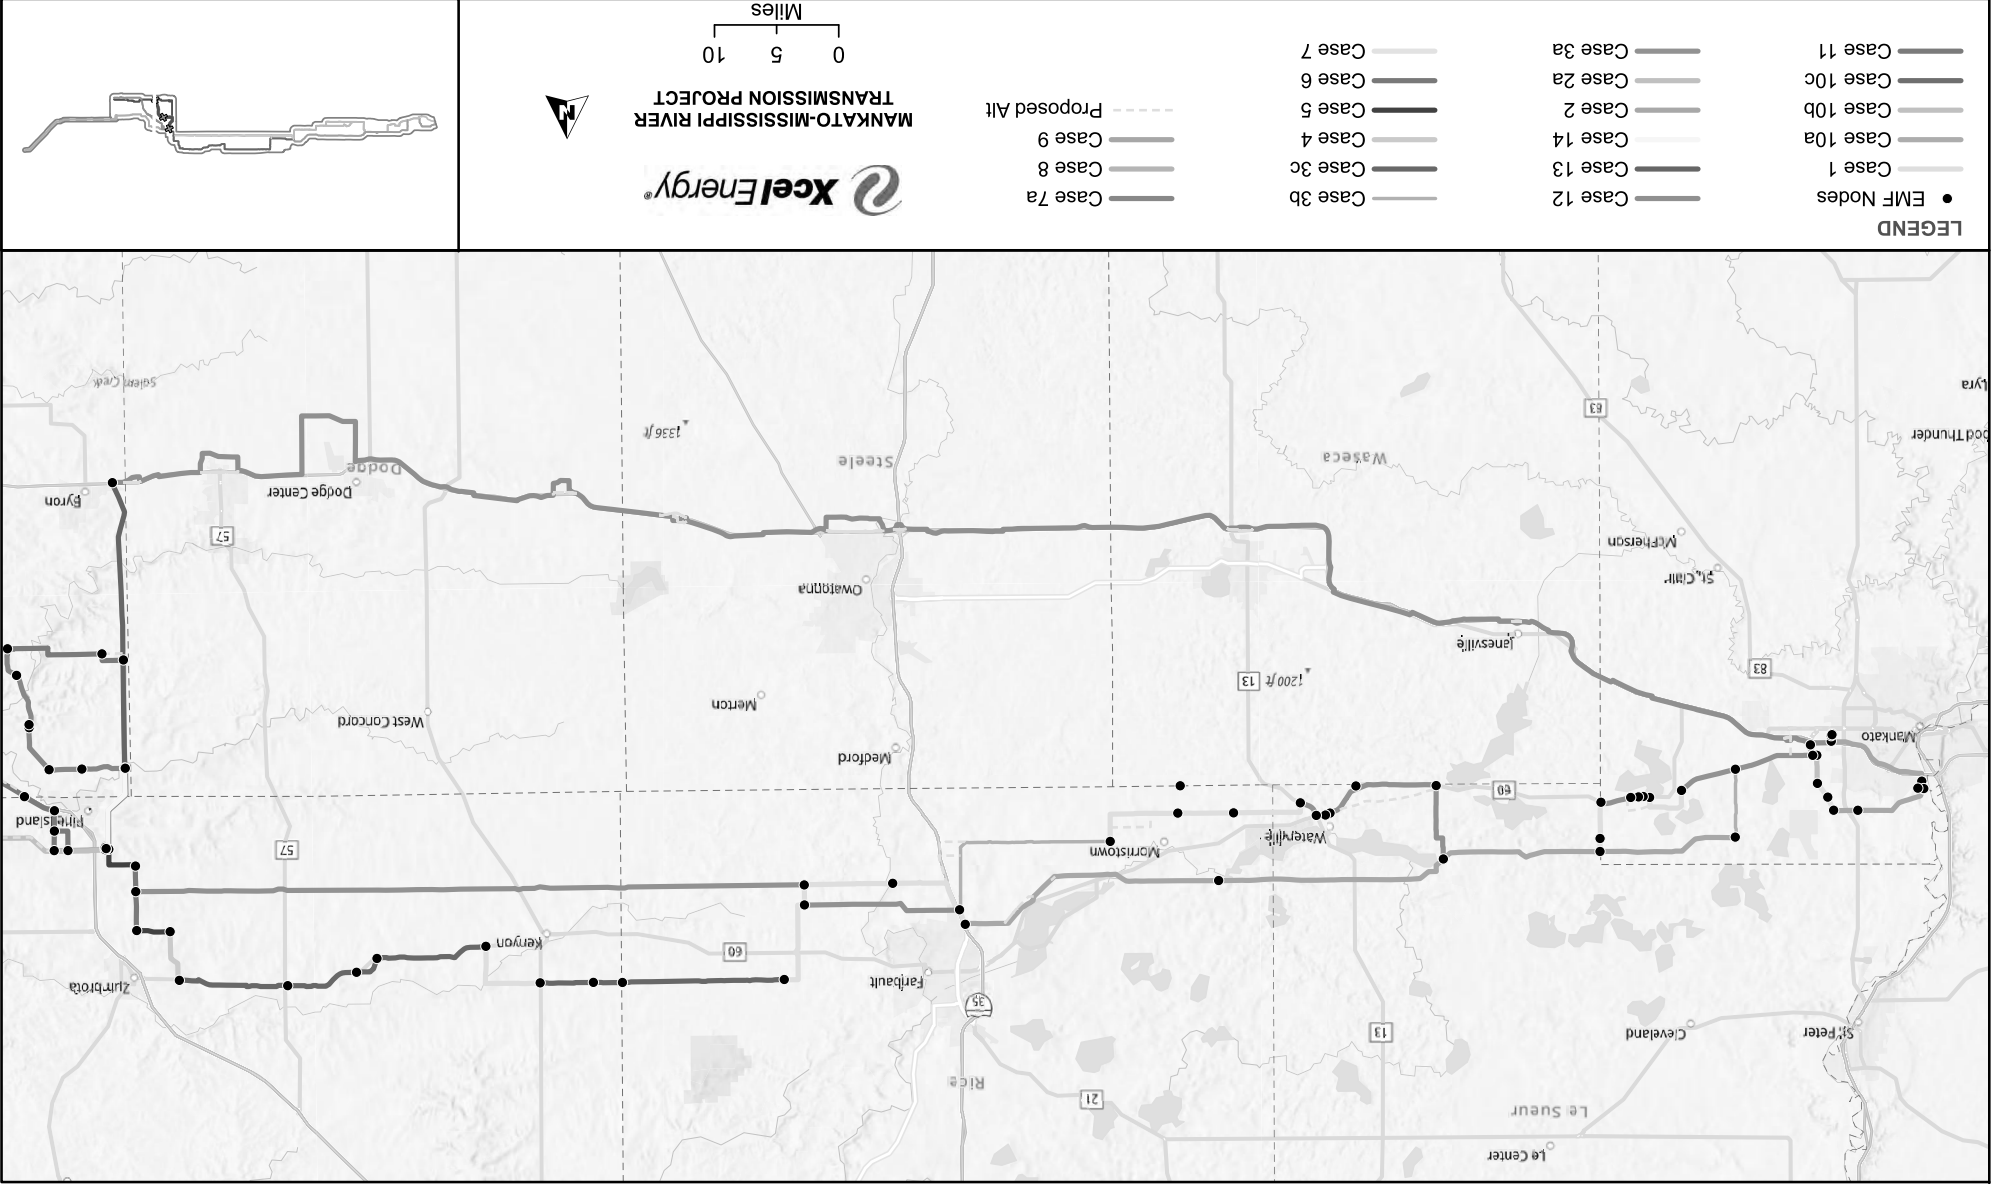 Le Center
Le Sueur
21
Rice
St. Peter
Cleveland
13
35
Faribault
60
Kenyon
Zumbrota
Morristown
Waterville
57
Pine Island
60
Mankato
Medford
83
Merton
West Concord
1200 ft
13
Janesville
St. Clair
McPherson
Owatonna
57
Byron
Dodge Center
Dodge
Waseca
Steele
1336 ft
ood Thunder
83
Lyra
Salem Creek
LEGEND
EMF Nodes
Case 1
Case 10a
Case 10b
Case 10c
Case 11
Case 12
Case 13
Case 14
Case 2
Case 2a
Case 3a
Case 3b
Case 3c
Case 4
Case 5
Case 6
Case 7
Case 7a
Case 8
Case 9
Proposed Alt
Xcel Energy®
MANKATO-MISSISSIPPI RIVER
TRANSMISSION PROJECT
N
0 5 10
Miles